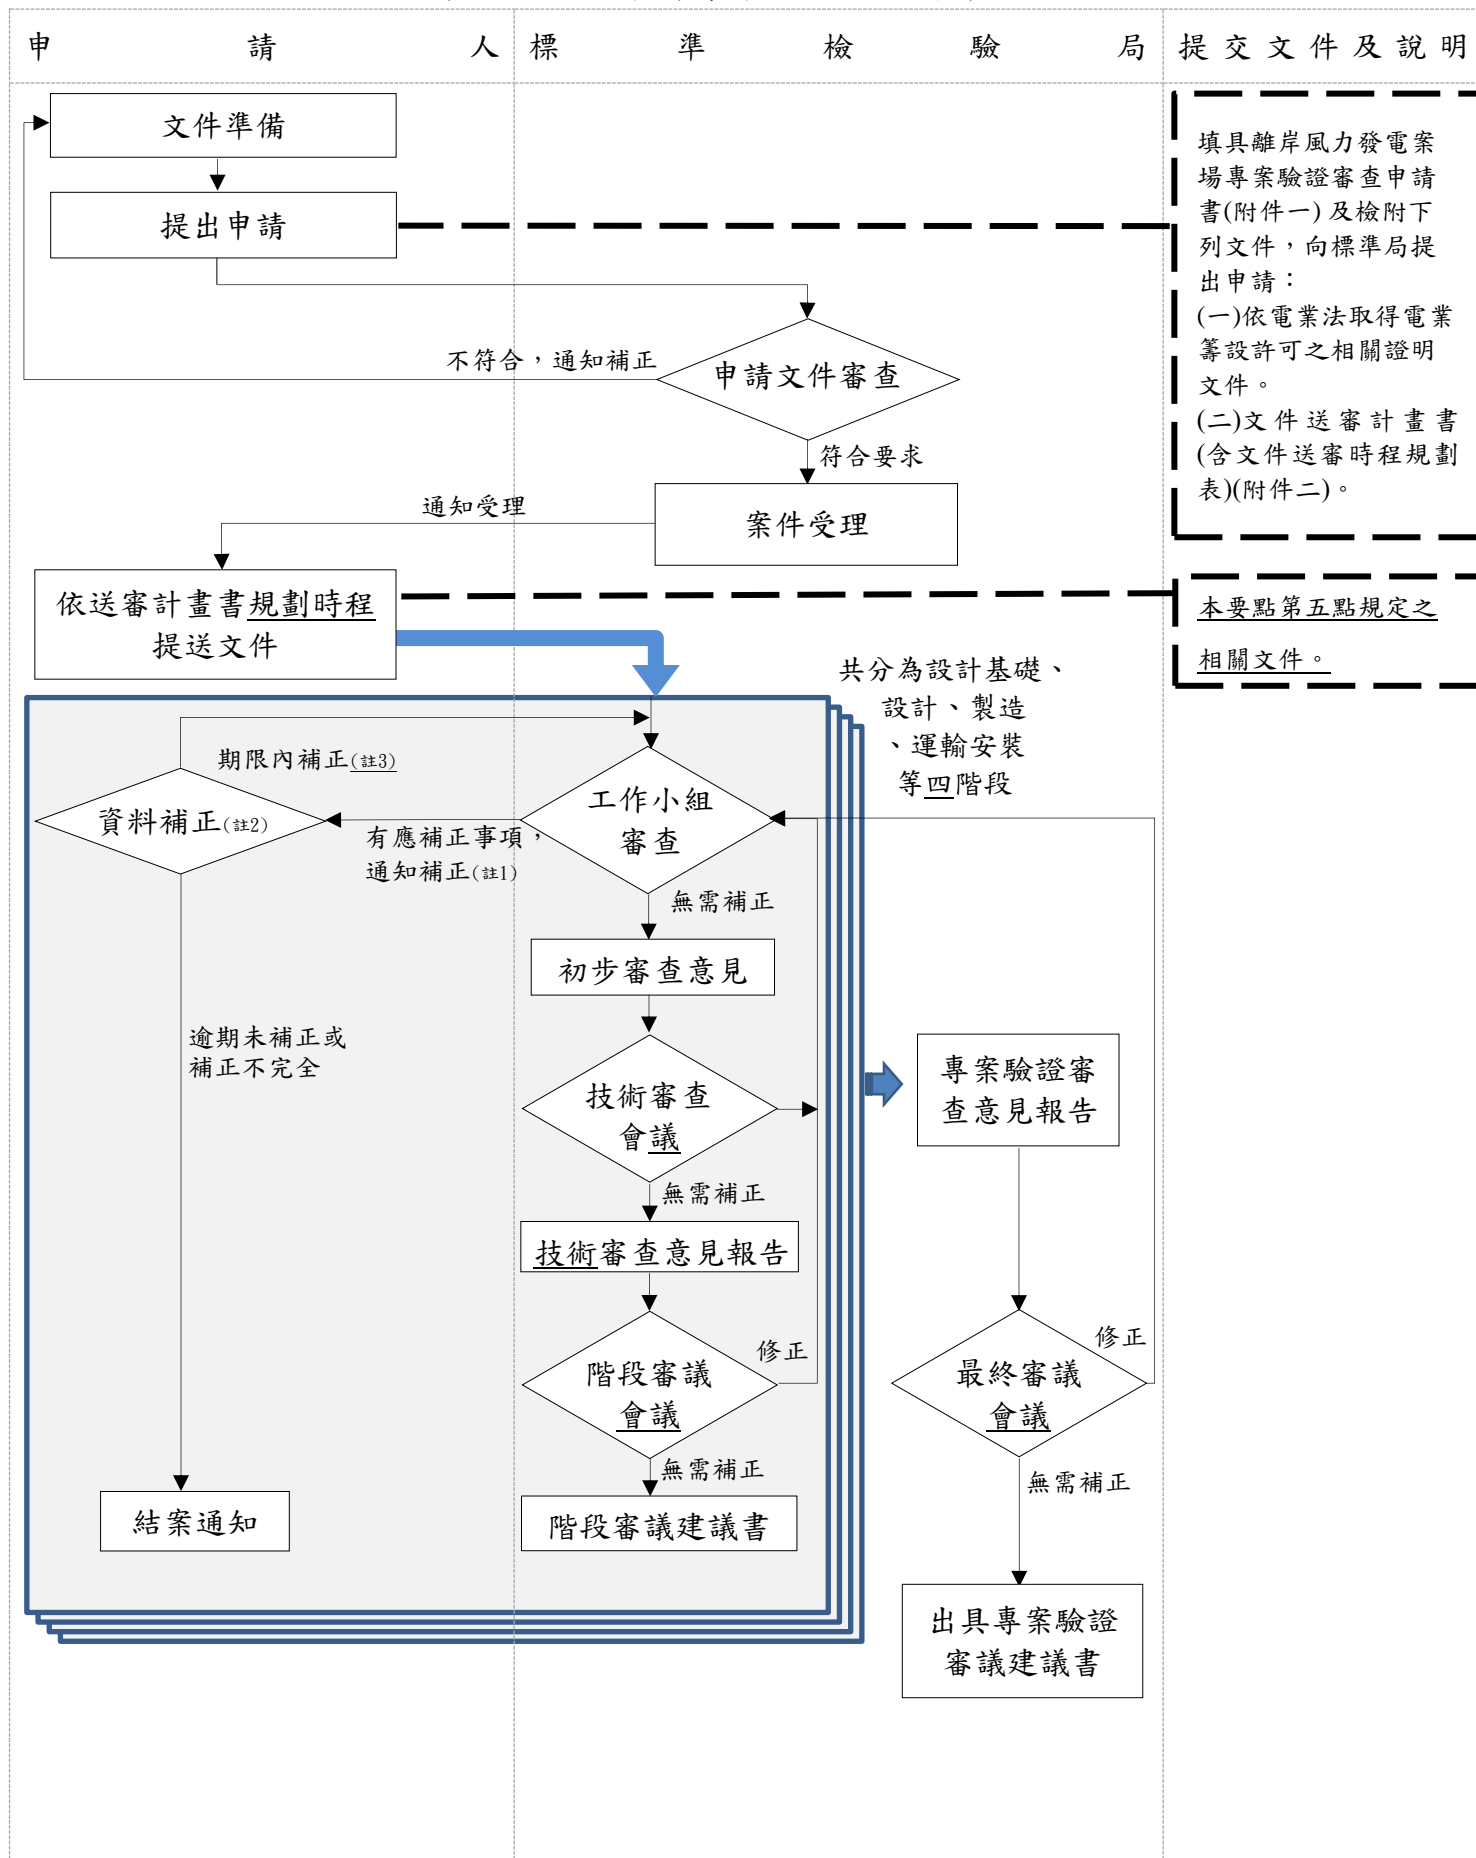 申請人
標準檢驗局
提交文件及說明
文件準備
提出申請
填具離岸風力發電案
場專案驗證審查申請
書(附件一)及檢附下
列文件，向標準局提
出申請：
(一)依電業法取得電業
籌設許可之相關證明
文件。
(二)文件送審計畫書
(含文件送審時程規劃
表)(附件二)。
不符合，通知補正
申請文件審查
符合要求
通知受理
案件受理
依送審計畫書規劃時程
提送文件
本要點第五點規定之
相關文件。
共分為設計基礎、
設計、製造
、運輸安裝
等四階段
期限內補正(註3)
資料補正(註2)
有應補正事項，
通知補正(註1)
工作小組
審查
無需補正
初步審查意見
逾期未補正或
補正不完全
技術審查
會議
無需補正
技術審查意見報告
階段審議
會議
修正
無需補正
階段審議建議書
結案通知
專案驗證審
查意見報告
最終審議
會議
修正
無需補正
出具專案驗證
審議建議書